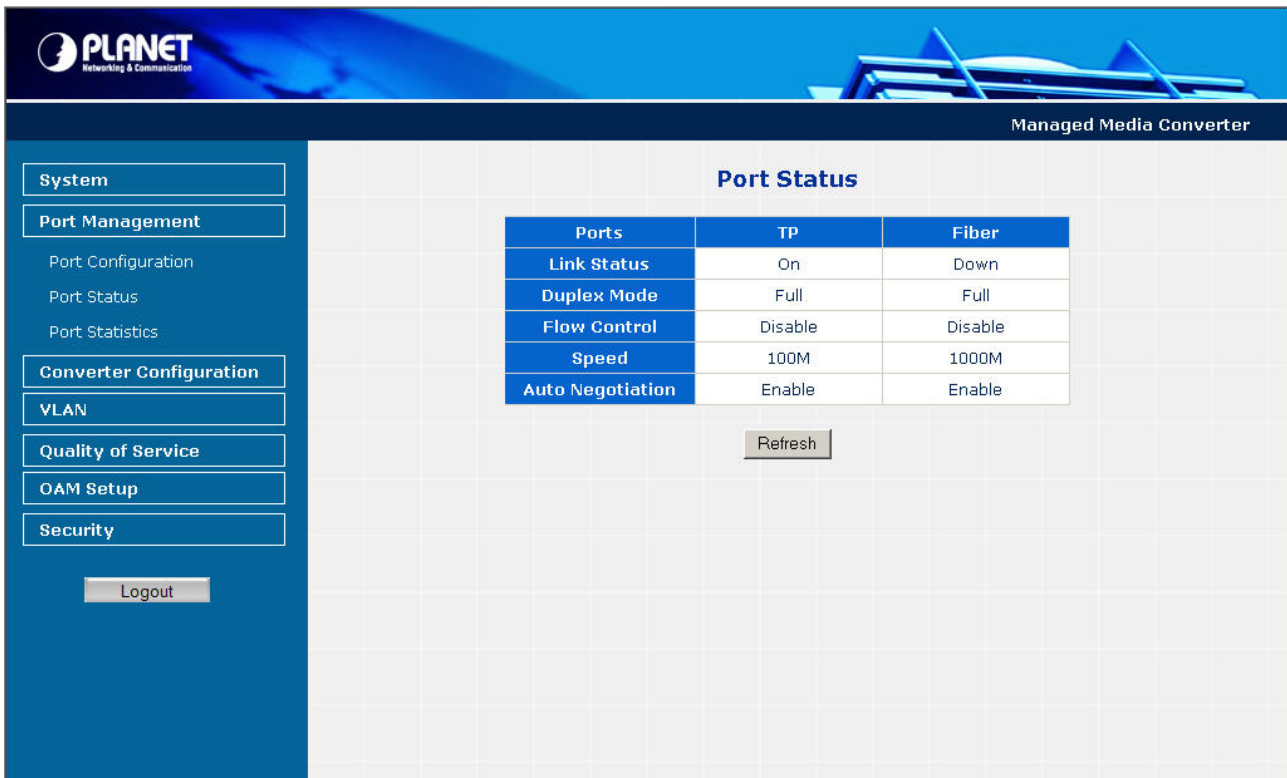 PLANET
Networking & Communication
Managed Media Converter
System
Port Management
Port Configuration
Port Status
Port Statistics
Converter Configuration
VLAN
Quality of Service
OAM Setup
Security
Logout
Port Status
Ports TP Fiber
Link Status On Down
Duplex Mode Full Full
Flow Control Disable Disable
Speed 100M 1000M
Auto Negotiation Enable Enable
Refresh